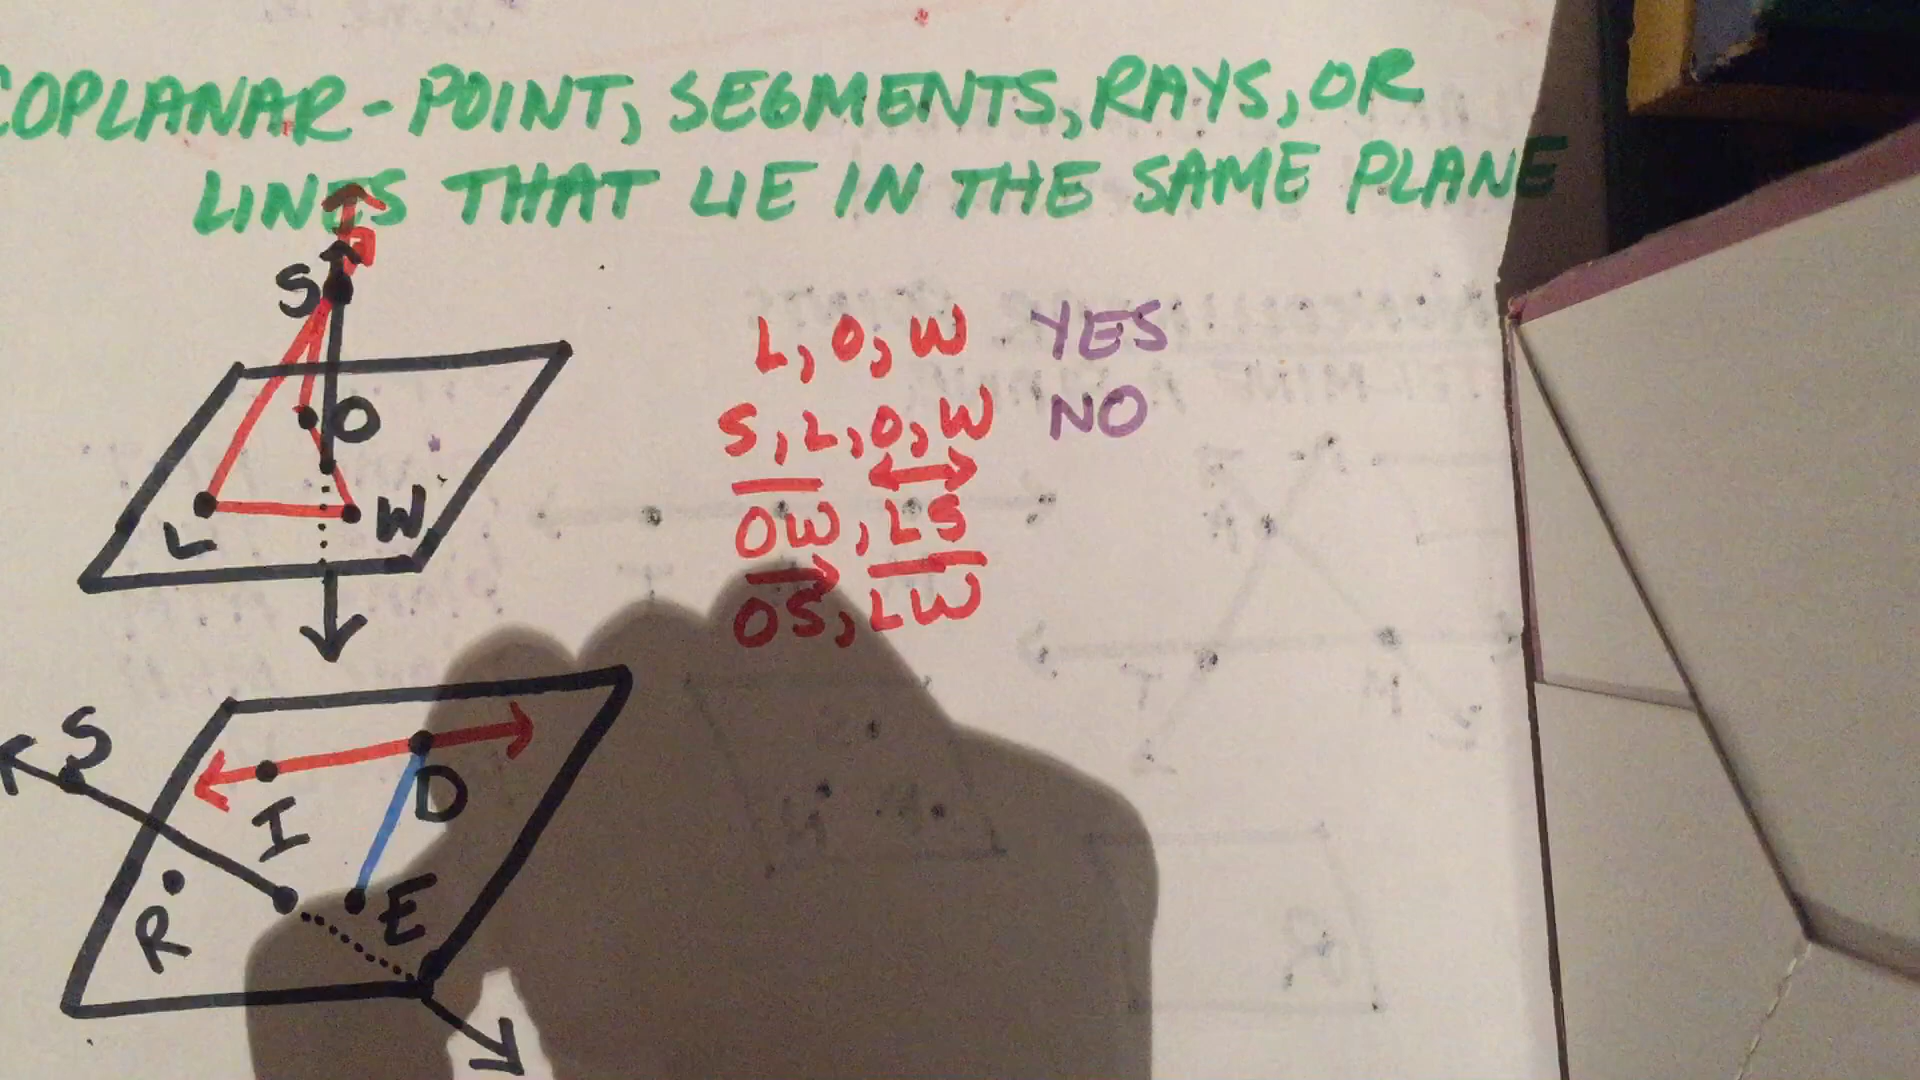 COPLANAR - POINT, SEGMENTS, RAYS, OR
LINES THAT LIE IN THE SAME PLANE
S
O
L
W
L, O, W YES
S, L, O, W NO
OW, LS
OS, LW
S
I
D
R
E